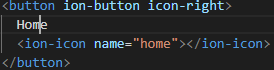 <button ion-button icon-right>
Home
<ion-icon name="home"></ion-icon>
</button>